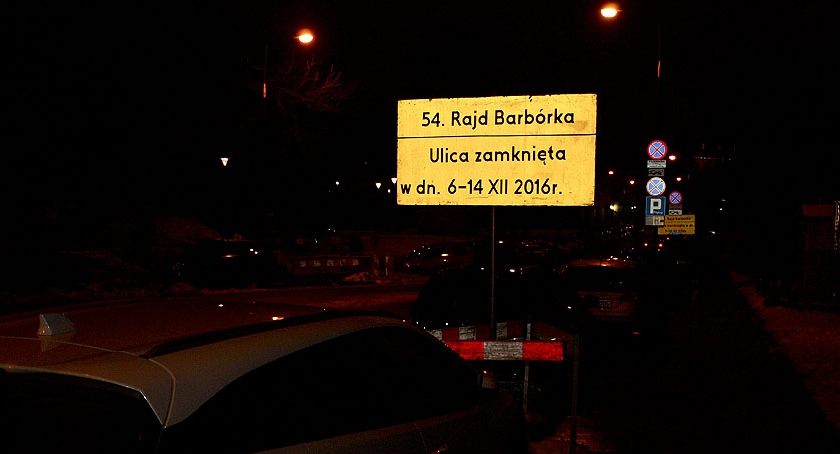 54. Rajd Barbórka
Ulica zamknięta
w dn. 6-14 XII 2016r.
P